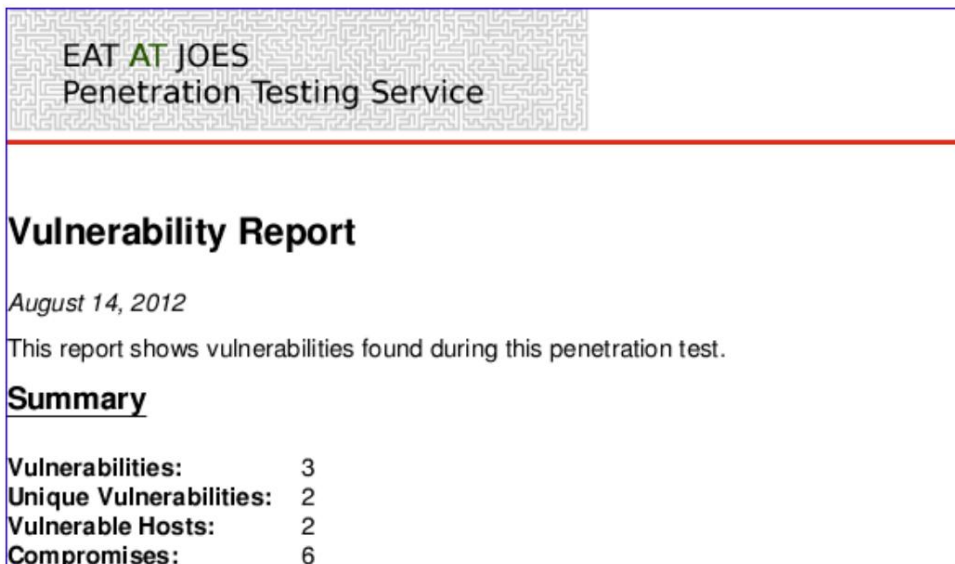 EAT AT JOES
Penetration Testing Service
Vulnerability Report
August 14, 2012
This report shows vulnerabilities found during this penetration test.
Summary
Vulnerabilities: 3
Unique Vulnerabilities: 2
Vulnerable Hosts: 2
Compromises: 6